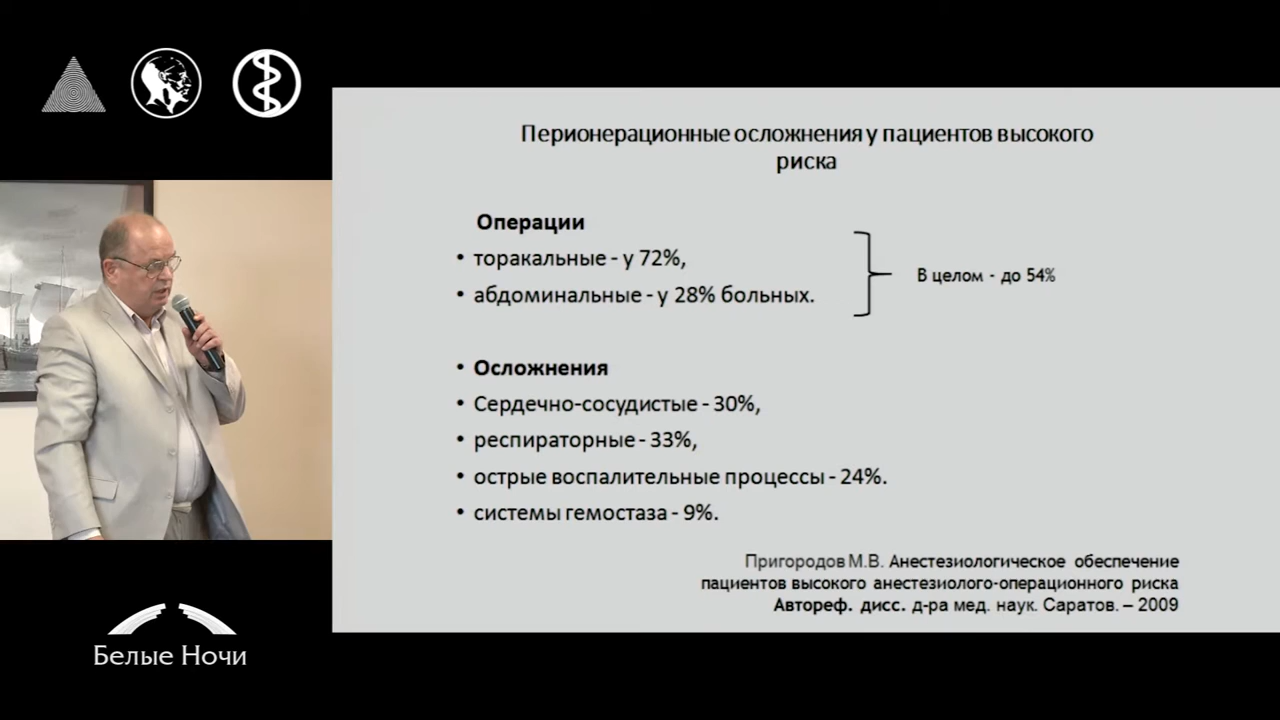 Перионерационные осложнения у пациентов высокого
риска
Операции
• торакальные - у 72%,
• абдоминальные - у 28% больных.
В целом - до 54%
• Осложнения
• Сердечно-сосудистые - 30%,
• респираторные - 33%,
• острые воспалительные процессы - 24%.
• системы гемостаза - 9%.
Пригородов М.В. Анестезиологическое обеспечение
пациентов высокого анестезиолого-операционного риска
Автореф. дисс. д-ра мед. наук. Саратов. – 2009
Белые Ночи